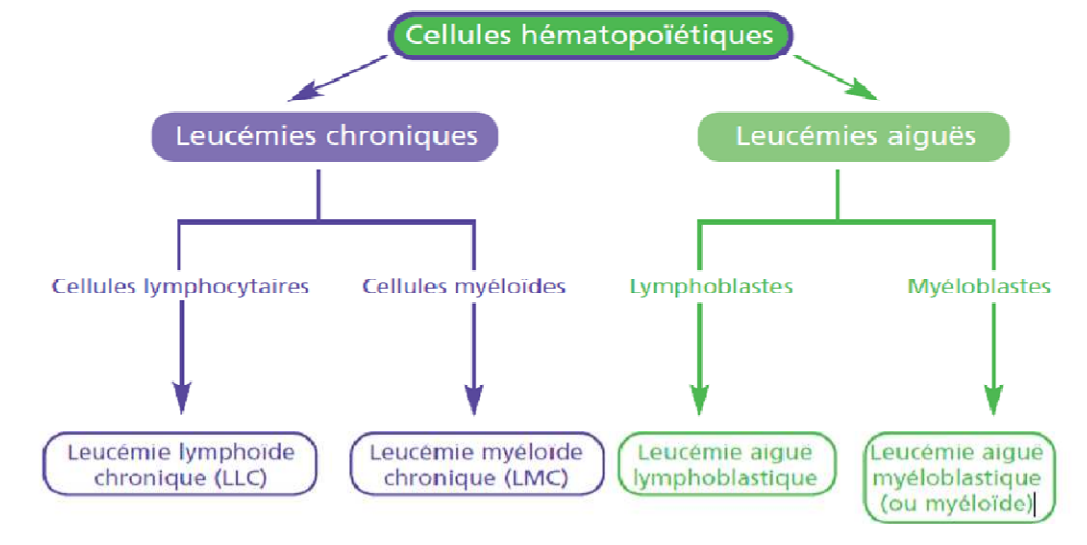 Cellules hématopoïétiques
Leucémies chroniques
Leucémies aiguës
Cellules lymphocytaires
Cellules myéloïdes
Lymphoblastes
Myéloblastes
Leucémie lymphoïde
chronique (LLC)
Leucémie myéloïde
chronique (LMC)
Leucémie aiguë
lymphoblastique
Leucémie aiguë
myéloblastique
(ou myéloïde)